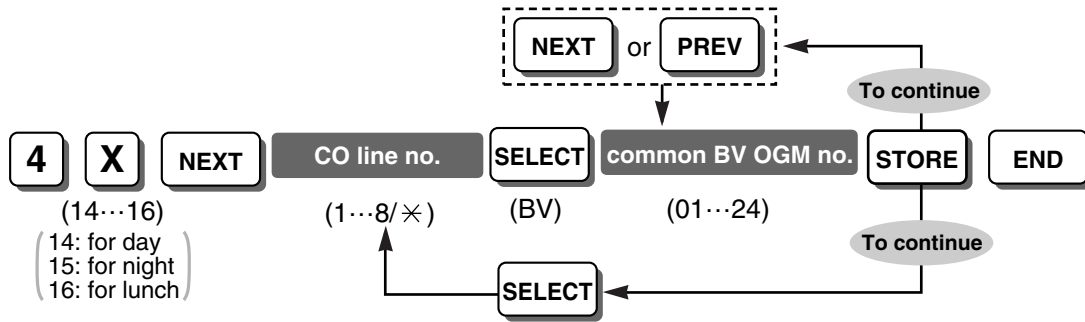 NEXT or PREV
To continue
4 X NEXT CO line no. SELECT common BV OGM no. STORE END
(14···16) (1···8/✳) (BV) (01···24)
14: for day
15: for night
16: for lunch
To continue
SELECT